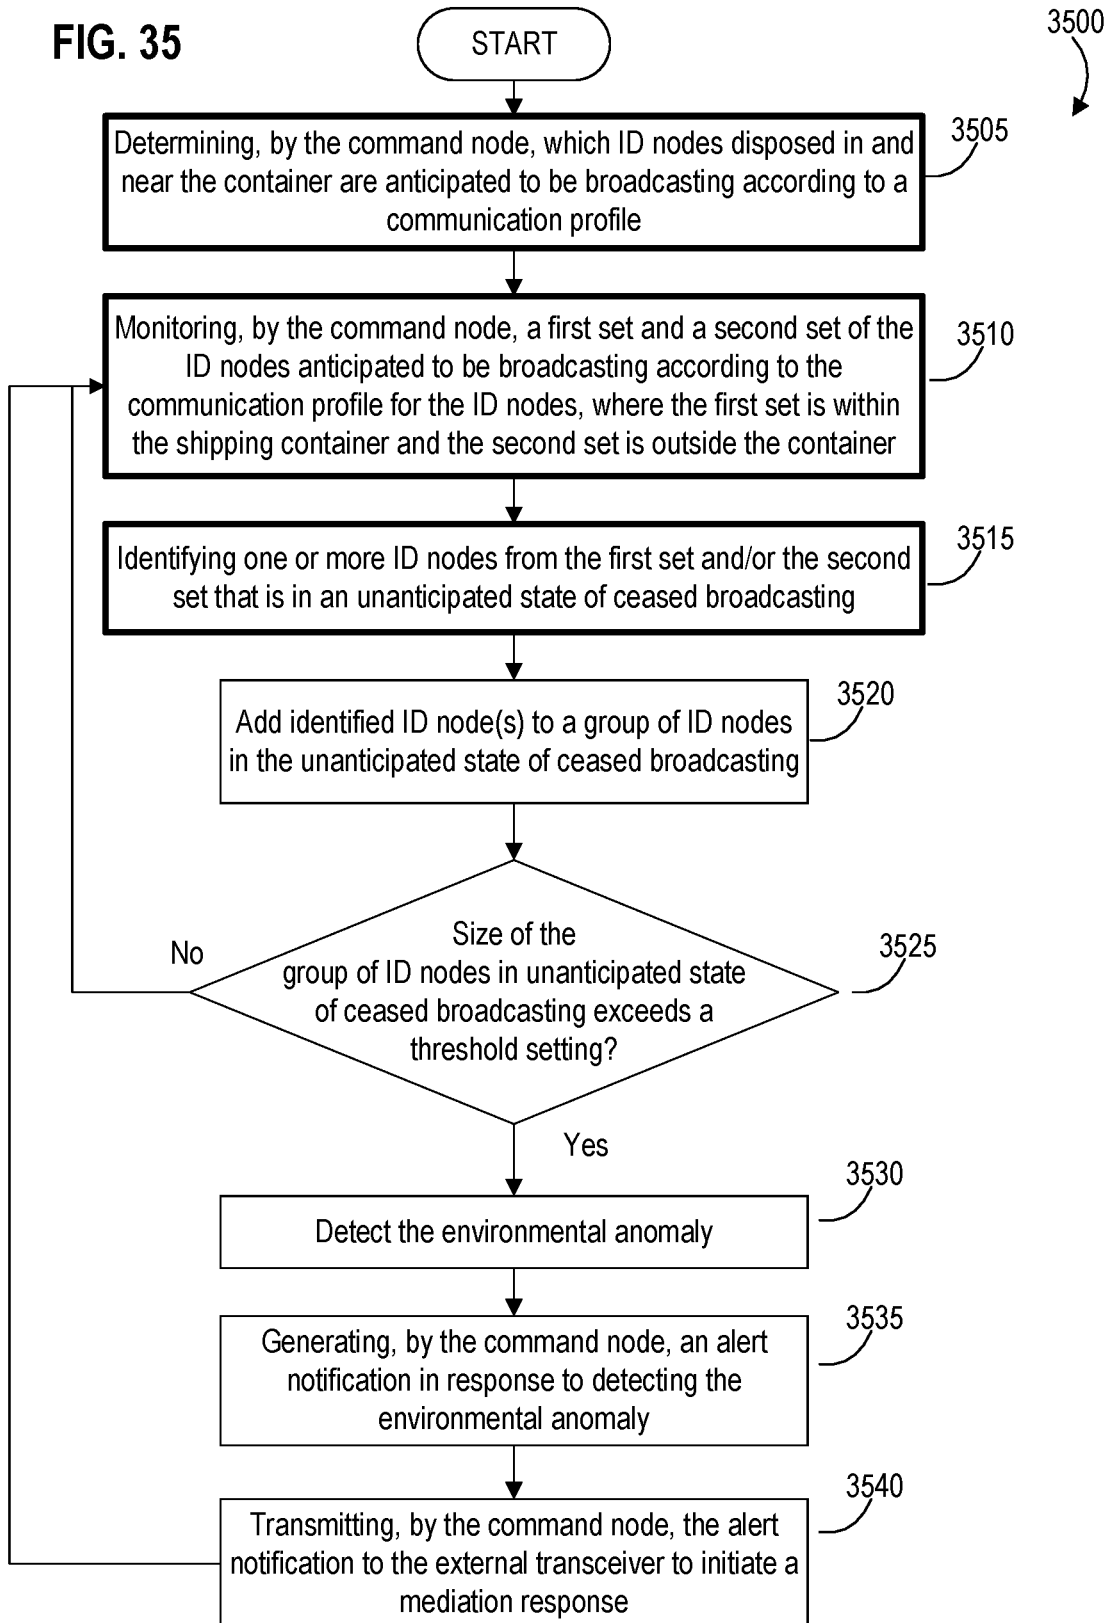 FIG. 35
START
3500
Determining, by the command node, which ID nodes disposed in and
near the container are anticipated to be broadcasting according to a
communication profile
3505
Monitoring, by the command node, a first set and a second set of the
ID nodes anticipated to be broadcasting according to the
communication profile for the ID nodes, where the first set is within
the shipping container and the second set is outside the container
3510
Identifying one or more ID nodes from the first set and/or the second
set that is in an unanticipated state of ceased broadcasting
3515
Add identified ID node(s) to a group of ID nodes
in the unanticipated state of ceased broadcasting
3520
Size of the
group of ID nodes in unanticipated state
of ceased broadcasting exceeds a
threshold setting?
3525
No
Yes
Detect the environmental anomaly
3530
Generating, by the command node, an alert
notification in response to detecting the
environmental anomaly
3535
Transmitting, by the command node, the alert
notification to the external transceiver to initiate a
mediation response
3540